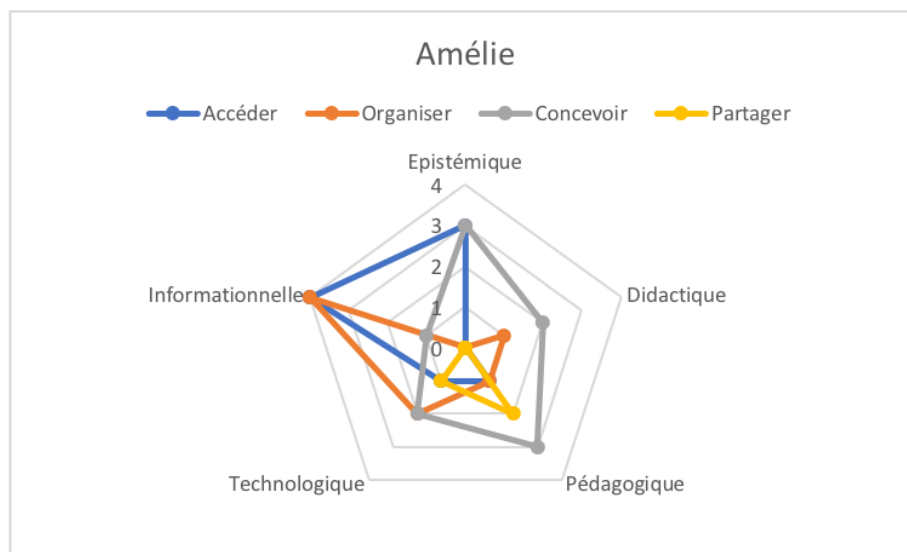 Amélie
Accéder Organiser Concevoir Partager
Epistémique
4
3
2
1
0
Informationnelle
Didactique
Technologique
Pédagogique